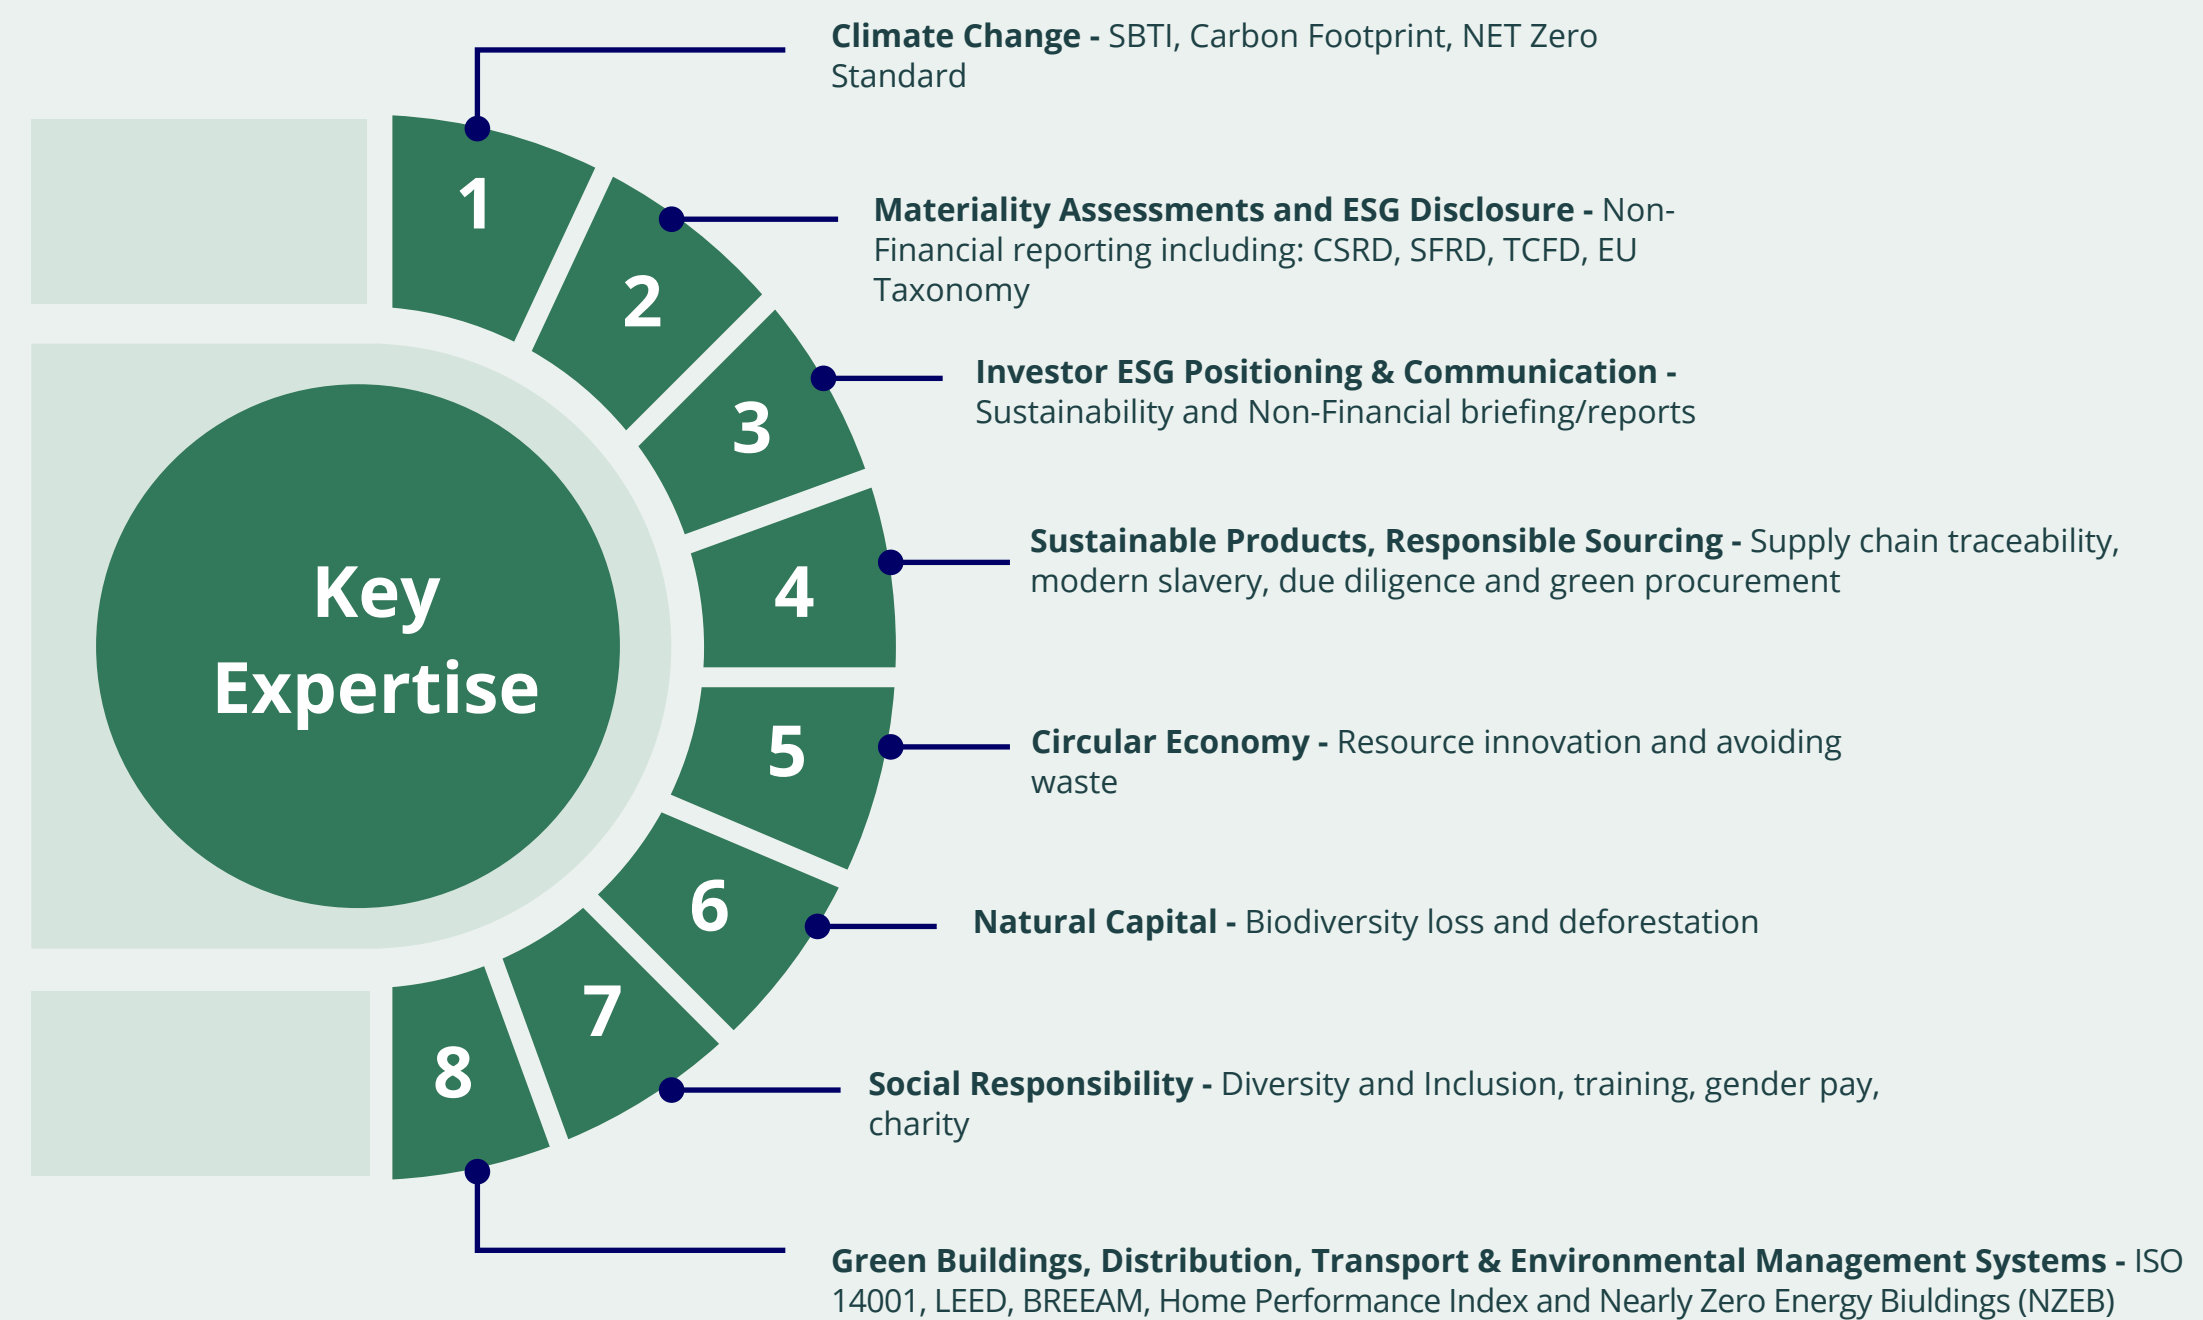 Climate Change - SBTI, Carbon Footprint, NET Zero
Standard
1
Materiality Assessments and ESG Disclosure - Non-
Financial reporting including: CSRD, SFRD, TCFD, EU
Taxonomy
2
Investor ESG Positioning & Communication -
Sustainability and Non-Financial briefing/reports
3
Sustainable Products, Responsible Sourcing - Supply chain traceability,
modern slavery, due diligence and green procurement
4
Key
Expertise
Circular Economy - Resource innovation and avoiding
waste
5
Natural Capital - Biodiversity loss and deforestation
6
Social Responsibility - Diversity and Inclusion, training, gender pay,
charity
7
8
Green Buildings, Distribution, Transport & Environmental Management Systems - ISO
14001, LEED, BREEAM, Home Performance Index and Nearly Zero Energy Biuldings (NZEB)